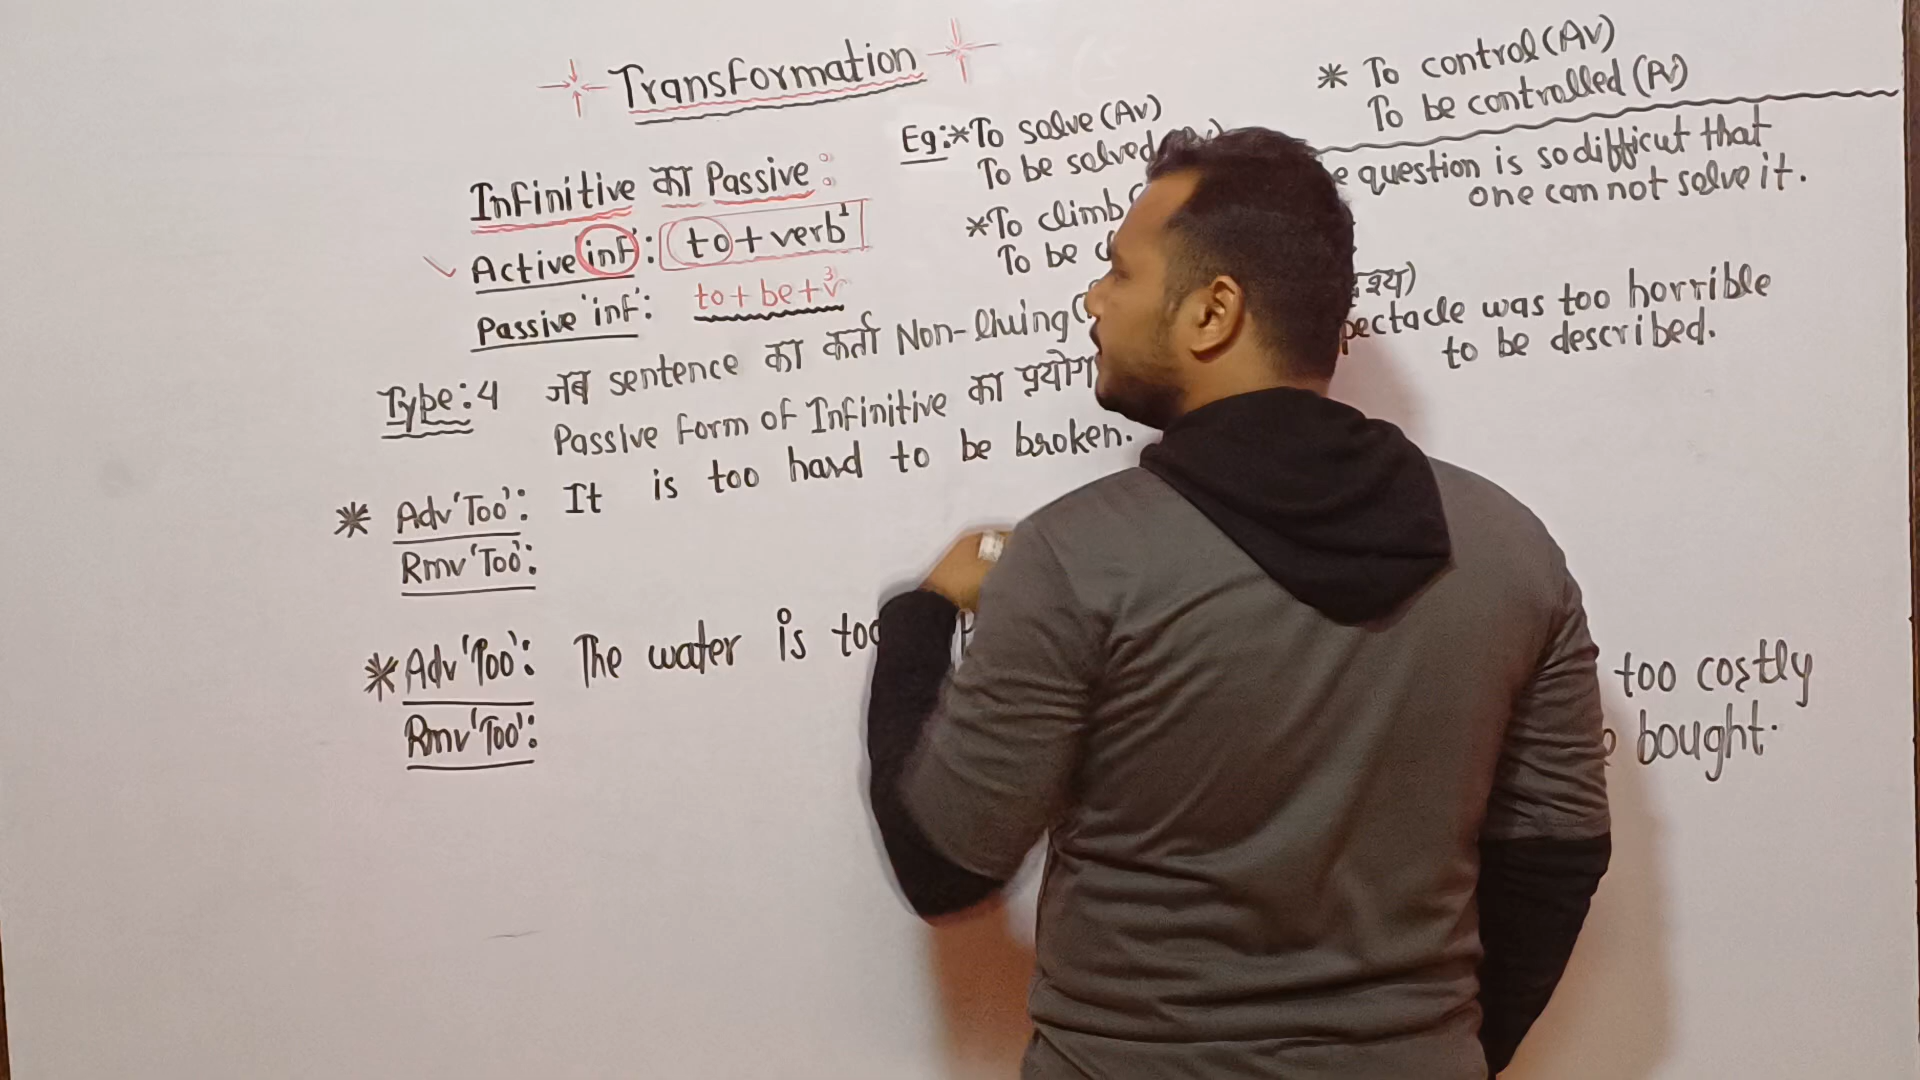 Transformation
Infinitive का Passive:
Active 'inf': to + verb¹
Passive 'inf': to + be + v³
Eg:* To solve (Av)
To be solved
* To climb
To be
* To control (Av)
To be controlled (Pv)
question is so difficut that
one can not solve it.
Type: 4 जब sentence का कर्ता Non-living
Passive form of Infinitive का प्रयोग
was too horrible
to be described.
* Adv 'Too': It is too hard to be broken.
Rmv 'Too':
* Adv 'Too': The water is too
Rmv 'Too':
too costly
bought.